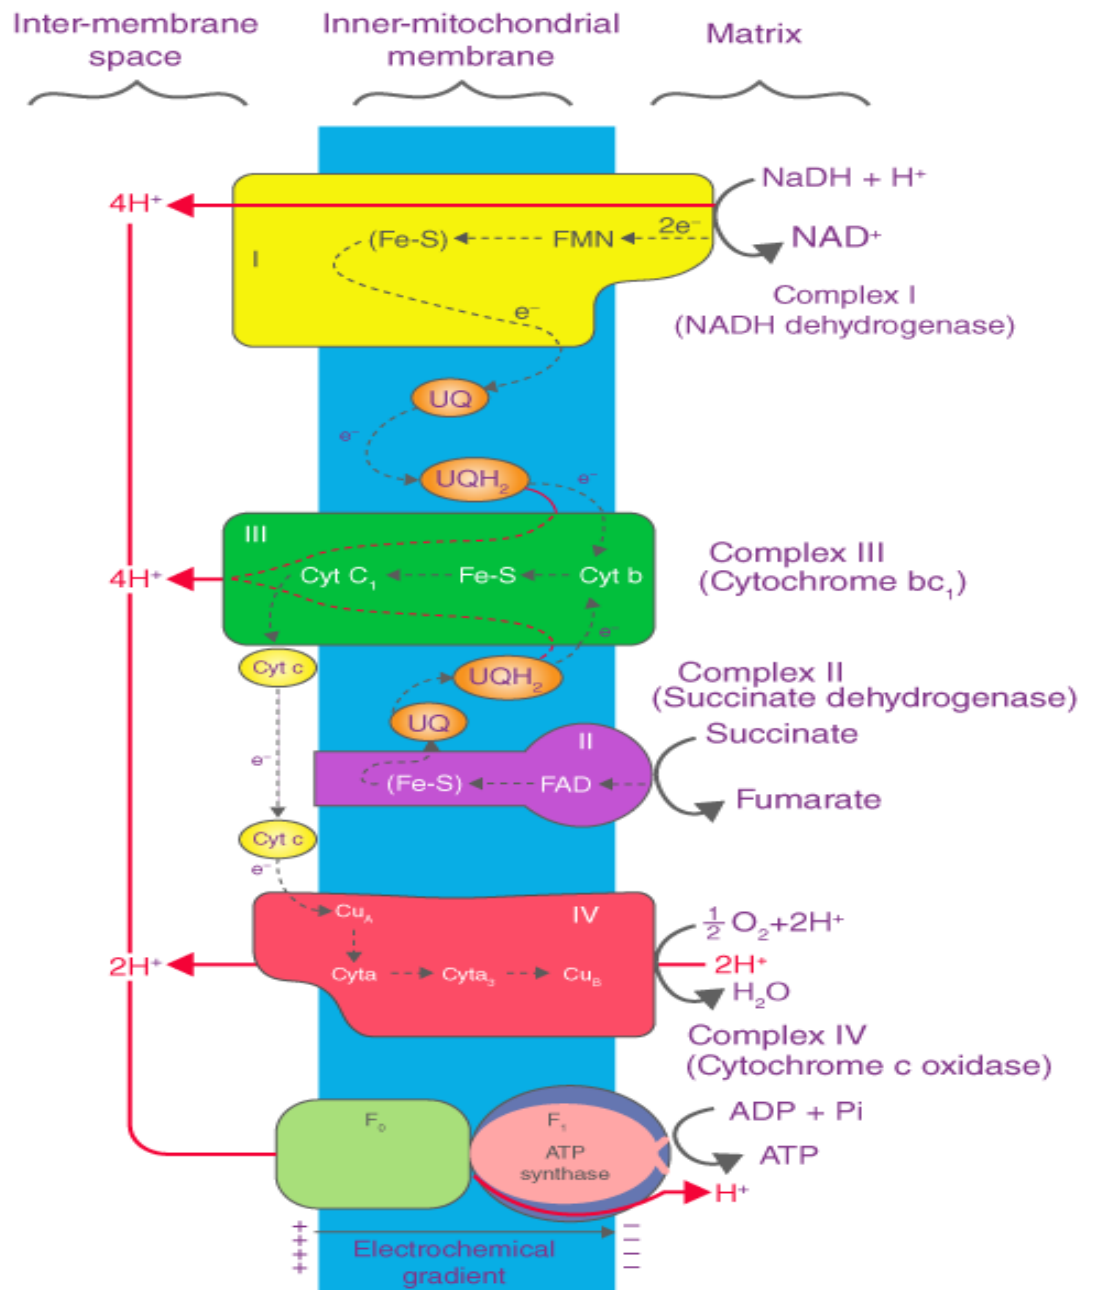 Inter-membrane
space
Inner-mitochondrial
membrane
Matrix
NaDH + H⁺
4H⁺
2e⁻
(Fe-S)
FMN
NAD⁺
I
Complex I
(NADH dehydrogenase)
e⁻
UQ
e⁻
UQH₂
e⁻
III
Complex III
(Cytochrome bc₁)
4H⁺
Cyt C₁
Fe-S
Cyt b
e⁻
Cyt c
UQH₂
Complex II
(Succinate dehydrogenase)
UQ
II
Succinate
e⁻
(Fe-S)
FAD
Fumarate
Cyt c
e⁻
Cu_A
IV
½ O₂+2H⁺
2H⁺
Cyta
Cyta₃
Cu_B
2H⁺
H₂O
Complex IV
(Cytochrome c oxidase)
F₀
F₁
ADP + Pi
ATP
synthase
ATP
H⁺
+ + + +
− − − −
Electrochemical
gradient